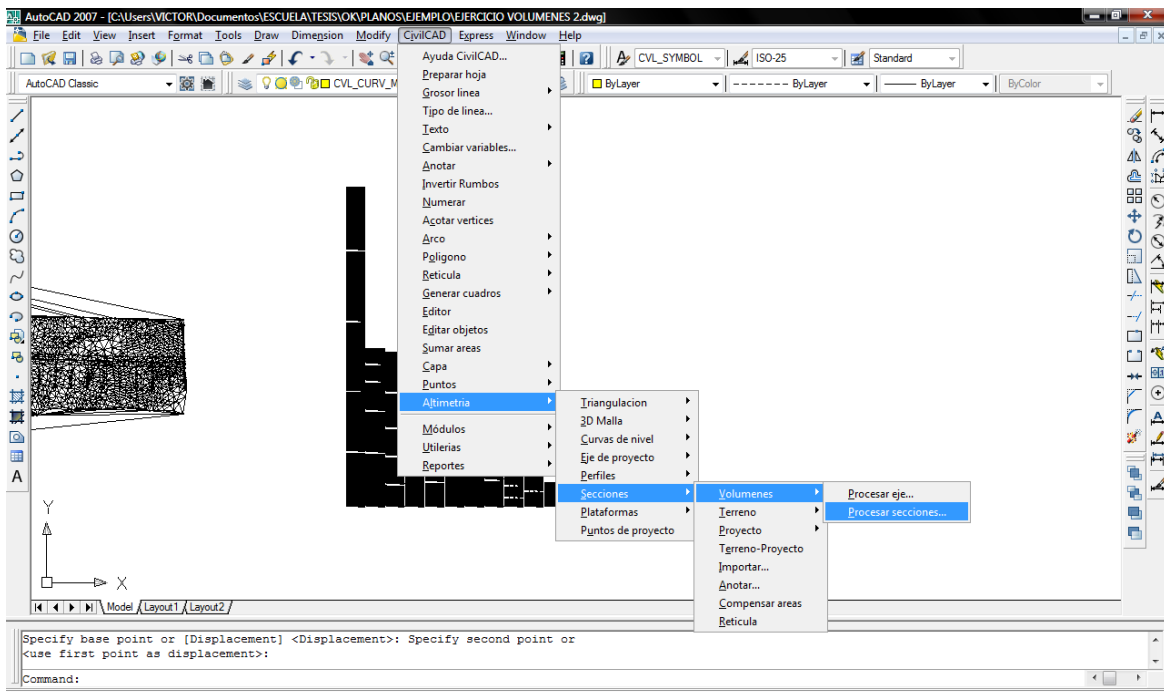 AutoCAD 2007 - [C:\Users\VICTOR\Documentos\ESCUELA\TESIS\OK\PLANOS\EJEMPLO\EJERCICIO VOLUMENES 2.dwg]
File Edit View Insert Format Tools Draw Dimension Modify CivilCAD Express Window Help
CVL_SYMBOL ISO-25 Standard
AutoCAD Classic CVL_CURV_M ByLayer ByLayer ByLayer ByColor
Ayuda CivilCAD...
Preparar hoja
Grosor linea
Tipo de linea...
Texto
Cambiar variables...
Anotar
Invertir Rumbos
Numerar
Acotar vertices
Arco
Poligono
Reticula
Generar cuadros
Editor
Editar objetos
Sumar areas
Capa
Puntos
Altimetria
Módulos
Utilerias
Reportes
Triangulacion
3D Malla
Curvas de nivel
Eje de proyecto
Perfiles
Secciones
Plataformas
Puntos de proyecto
Volumenes
Terreno
Proyecto
Terreno-Proyecto
Importar...
Anotar...
Compensar areas
Reticula
Procesar eje...
Procesar secciones...
A
A
Y
X
Model Layout1 Layout2
Specify base point or [Displacement] <Displacement>: Specify second point or
<use first point as displacement>:
Command: